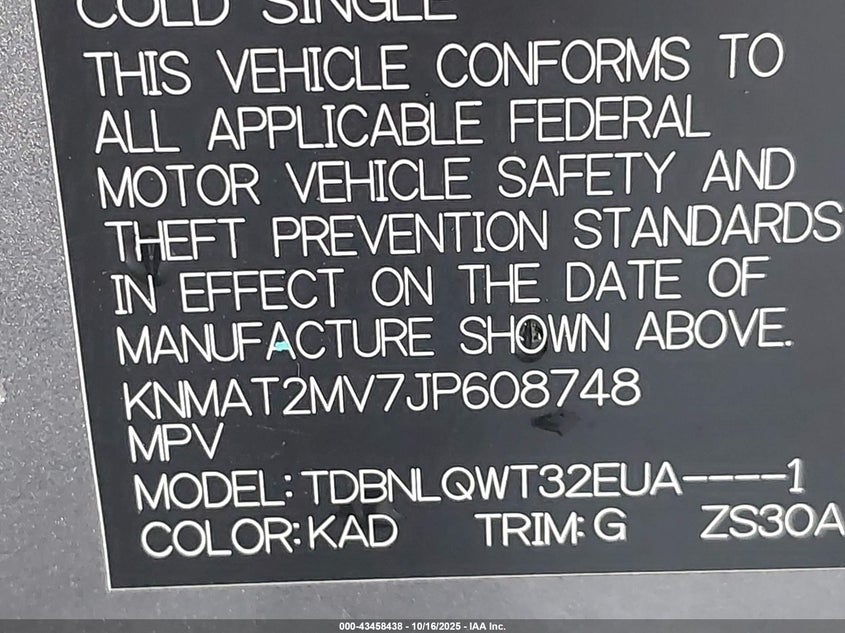 COLD SINGLE
THIS VEHICLE CONFORMS TO
ALL APPLICABLE FEDERAL
MOTOR VEHICLE SAFETY AND
THEFT PREVENTION STANDARDS
IN EFFECT ON THE DATE OF
MANUFACTURE SHOWN ABOVE.
KNMAT2MV7JP608748
MPV
MODEL: TDBNLQWT32EUA----1
COLOR: KAD TRIM: G ZS30A
000-43458438 - 10/16/2025 - IAA Inc.